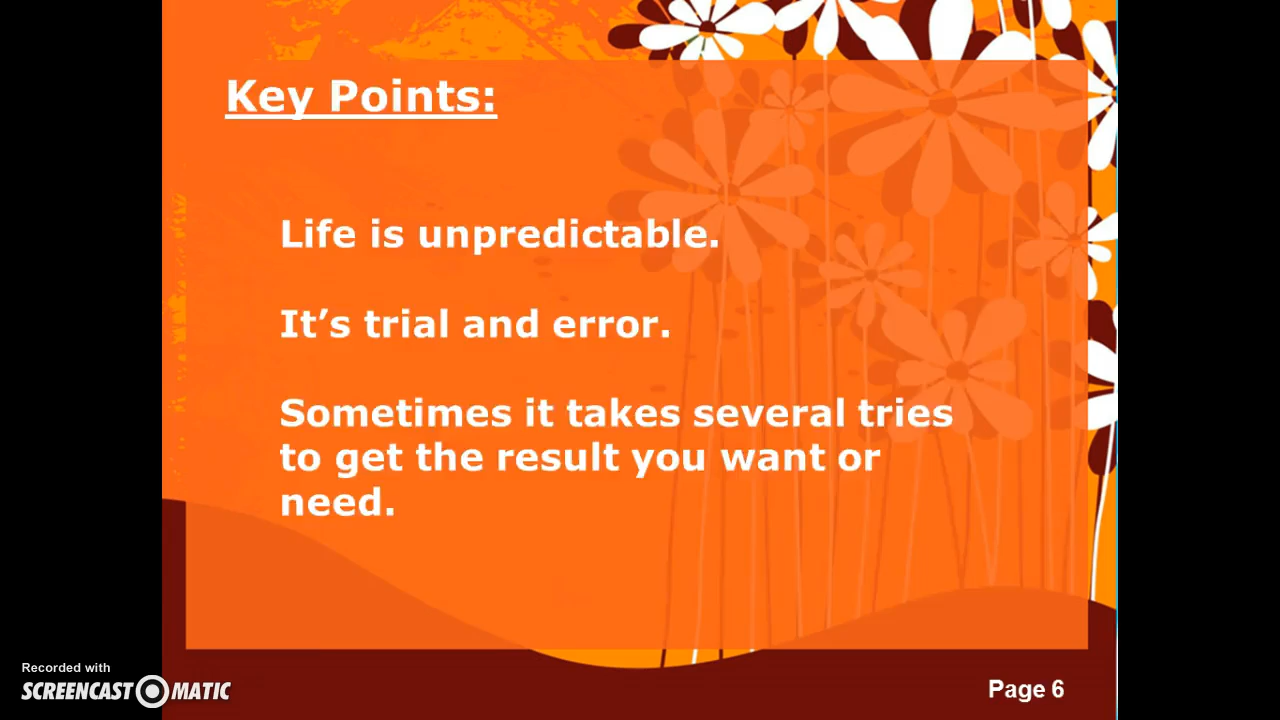 Key Points:
Life is unpredictable.
It’s trial and error.
Sometimes it takes several tries
to get the result you want or
need.
Recorded with
SCREENCAST MATIC
Page 6